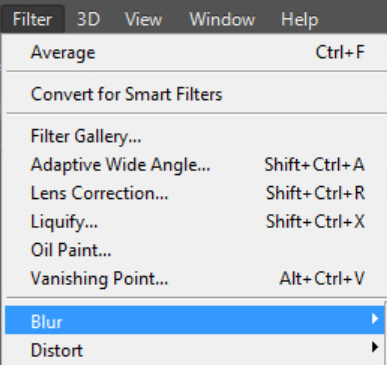 Filter 3D View Window Help
Average Ctrl+F
Convert for Smart Filters
Filter Gallery...
Adaptive Wide Angle... Shift+Ctrl+A
Lens Correction... Shift+Ctrl+R
Liquify... Shift+Ctrl+X
Oil Paint...
Vanishing Point... Alt+Ctrl+V
Blur
Distort